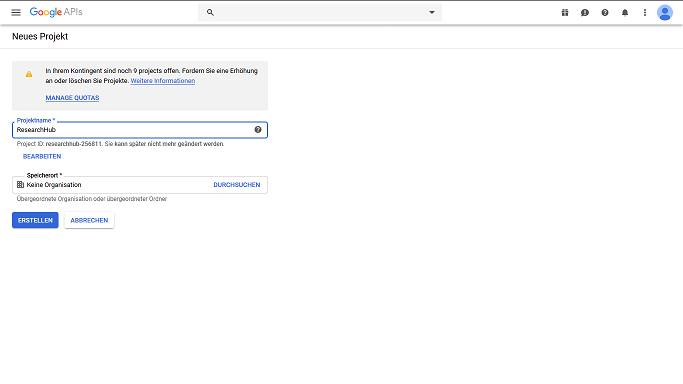 Google APIs
Neues Projekt
In Ihrem Kontingent sind noch 9 projects offen. Fordern Sie eine Erhöhung
an oder löschen Sie Projekte. Weitere Informationen
MANAGE QUOTAS
Projektname *
ResearchHub
Project ID: researchhub-256811. Sie kann später nicht mehr geändert werden.
BEARBEITEN
Speicherort *
Keine Organisation
DURCHSUCHEN
Übergeordnete Organisation oder übergeordneter Ordner
ERSTELLEN
ABBRECHEN